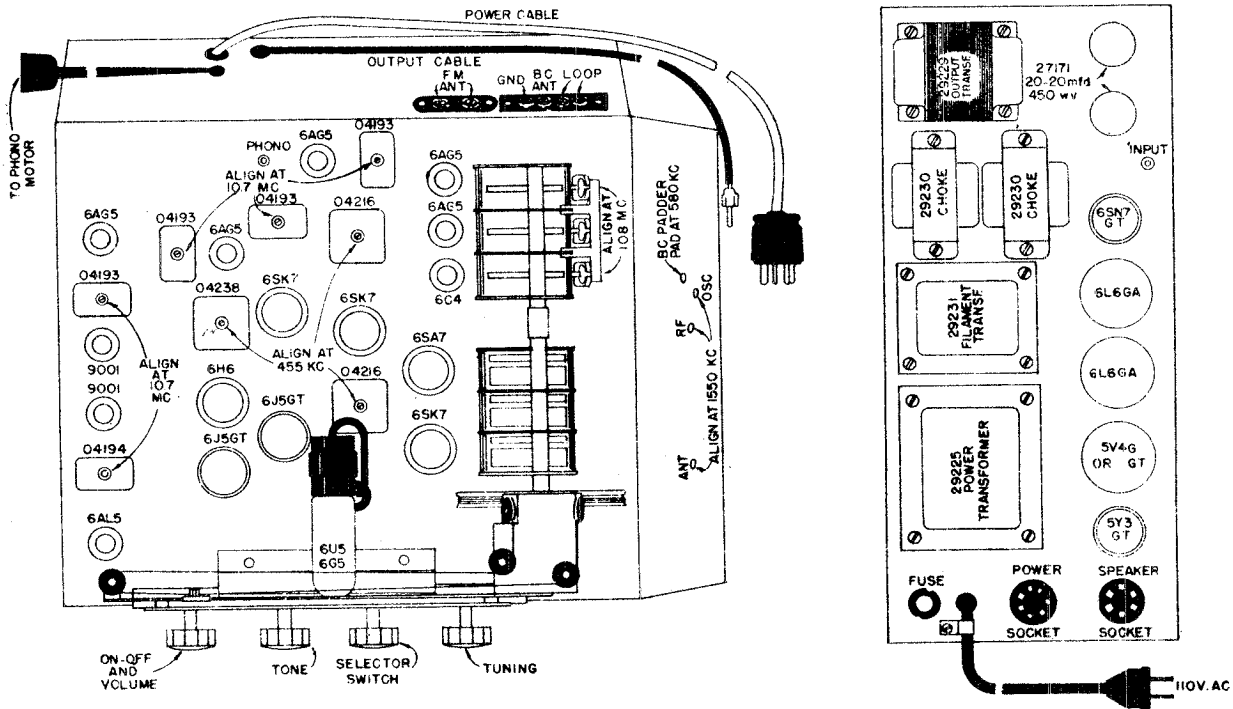 POWER CABLE
OUTPUT CABLE
FM
ANT
GND
BC
ANT
LOOP
TO PHONO
MOTOR
PHONO
6AG5
04193
ALIGN AT
10.7 MC
04193
6AG5
04193
6AG5
04216
6AG5
6AG5
6C4
ALIGN AT
108 MC
BC PADDER
PAD AT 580 KC
OSC
RF
ALIGN AT 1550 KC
ANT
04193
04238
6SK7
6SK7
ALIGN AT
455 KC
6SA7
9001
9001
ALIGN
AT
10.7
MC
6H6
6J5GT
04216
6SK7
04194
6J5GT
6AL5
6U5
6G5
ON-OFF
AND
VOLUME
TONE
SELECTOR
SWITCH
TUNING
29229
OUTPUT
TRANSF.
27171
20-20mfd
450 wv
INPUT
29230
CHOKE
29230
CHOKE
6SN7
GT
29231
FILAMENT
TRANSF.
6L6GA
6L6GA
29225
POWER
TRANSFORMER
5V4G
OR GT
5Y3
GT
FUSE
POWER
SOCKET
SPEAKER
SOCKET
110V. AC